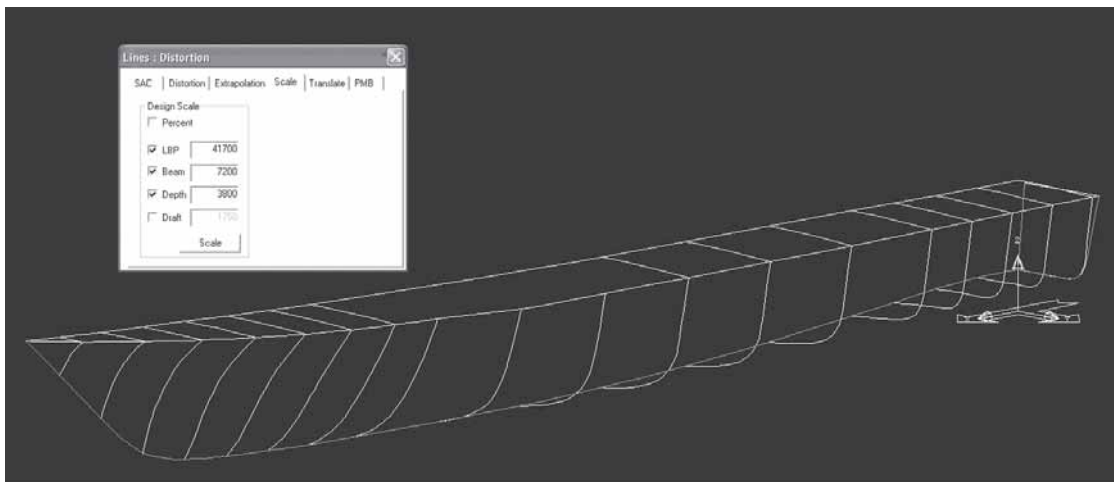 Lines : Distortion
SAC Distortion Extrapolation Scale Translate PMB
Design Scale
Percent
LBP 41700
Beam 7200
Depth 3800
Draft 1750
Scale